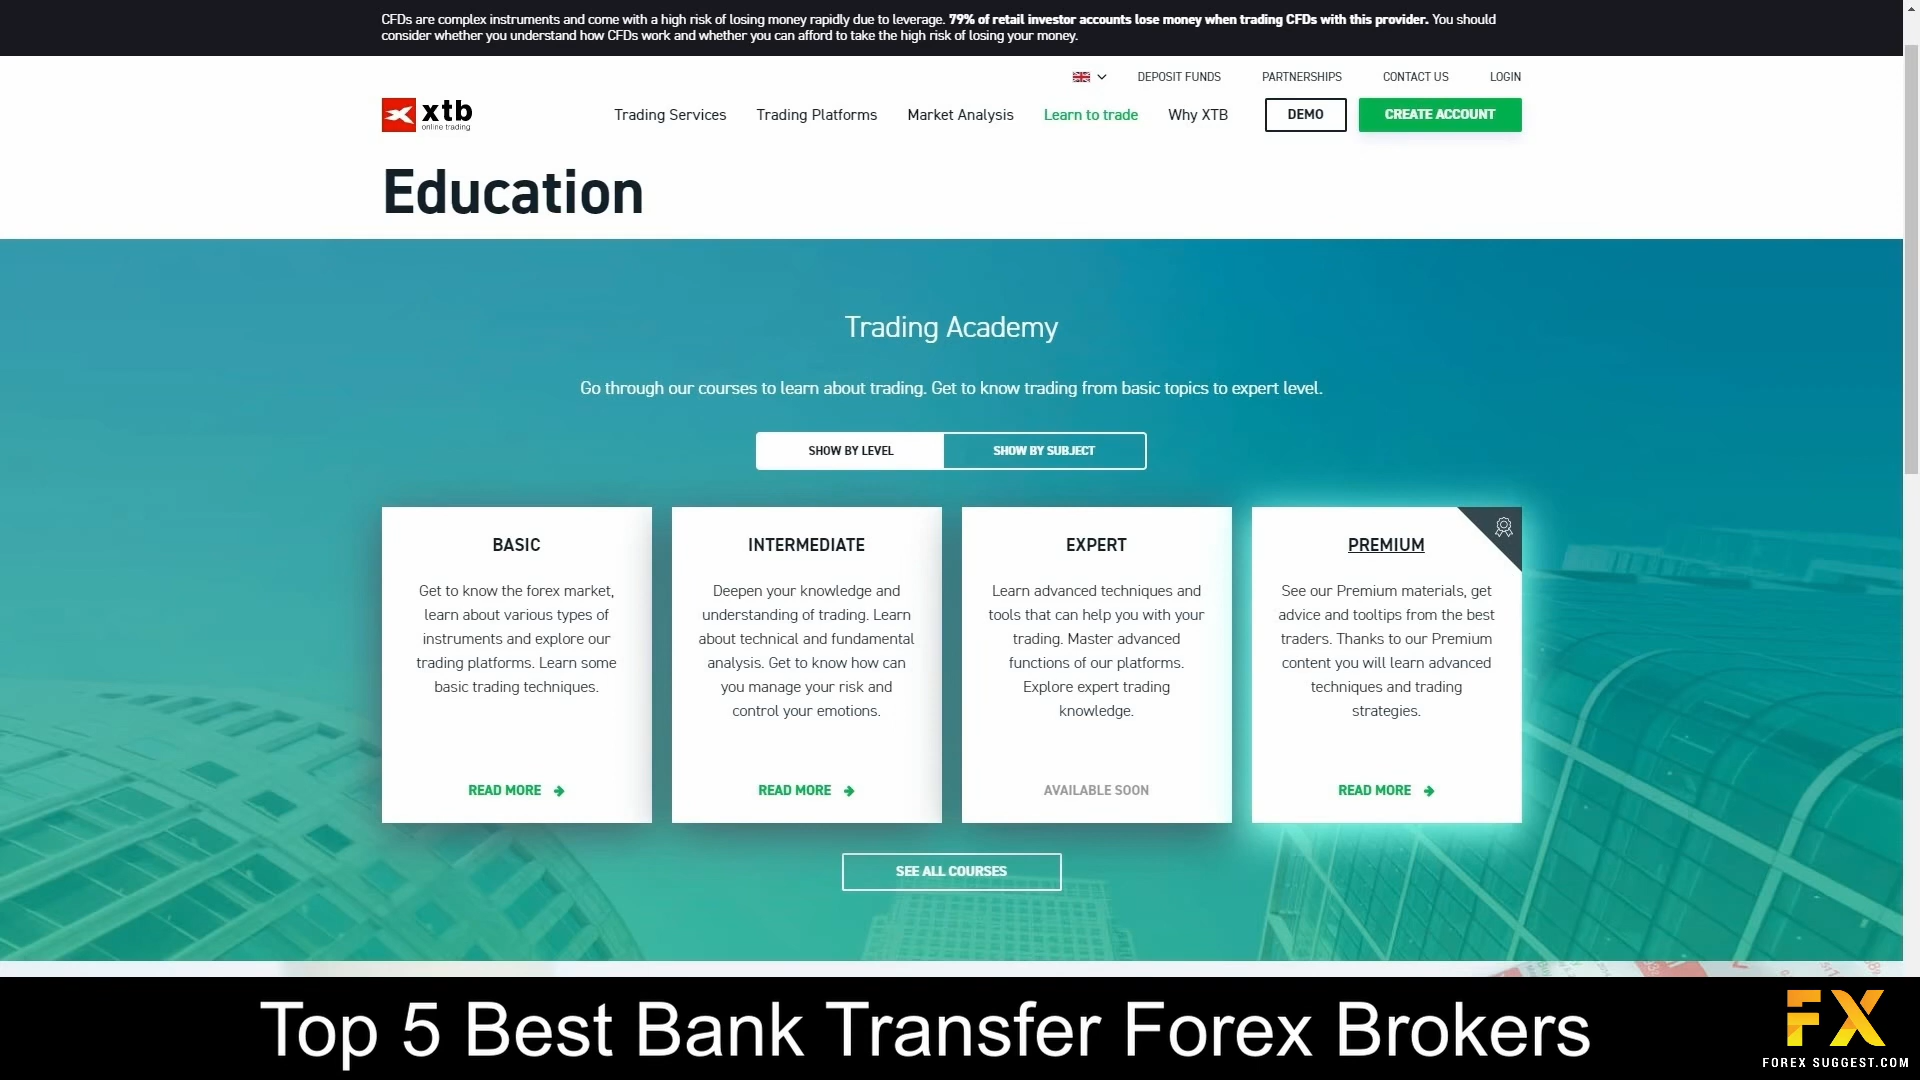 CFDs are complex instruments and come with a high risk of losing money rapidly due to leverage. 79% of retail investor accounts lose money when trading CFDs with this provider. You should
consider whether you understand how CFDs work and whether you can afford to take the high risk of losing your money.
DEPOSIT FUNDS PARTNERSHIPS CONTACT US LOGIN
xtb
online trading
Trading Services Trading Platforms Market Analysis Learn to trade Why XTB DEMO CREATE ACCOUNT
Education
Trading Academy
Go through our courses to learn about trading. Get to know trading from basic topics to expert level.
SHOW BY LEVEL SHOW BY SUBJECT
BASIC
Get to know the forex market,
learn about various types of
instruments and explore our
trading platforms. Learn some
basic trading techniques.
READ MORE
INTERMEDIATE
Deepen your knowledge and
understanding of trading. Learn
about technical and fundamental
analysis. Get to know how can
you manage your risk and
control your emotions.
READ MORE
EXPERT
Learn advanced techniques and
tools that can help you with your
trading. Master advanced
functions of our platforms.
Explore expert trading
knowledge.
AVAILABLE SOON
PREMIUM
See our Premium materials, get
advice and tooltips from the best
traders. Thanks to our Premium
content you will learn advanced
techniques and trading
strategies.
READ MORE
SEE ALL COURSES
Top 5 Best Bank Transfer Forex Brokers
FX
FOREX SUGGEST.COM